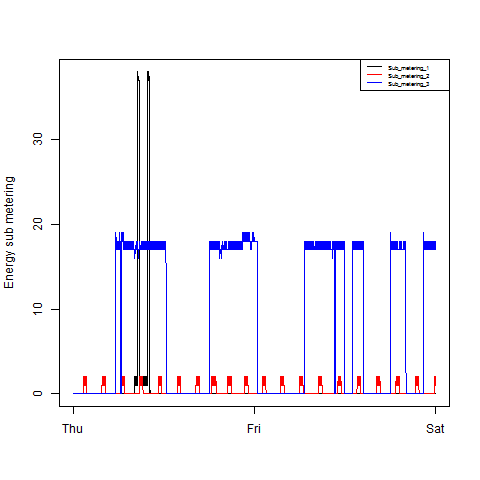 Sub_metering_1
Sub_metering_2
Sub_metering_3
Energy sub metering
30
20
10
0
Thu Fri Sat